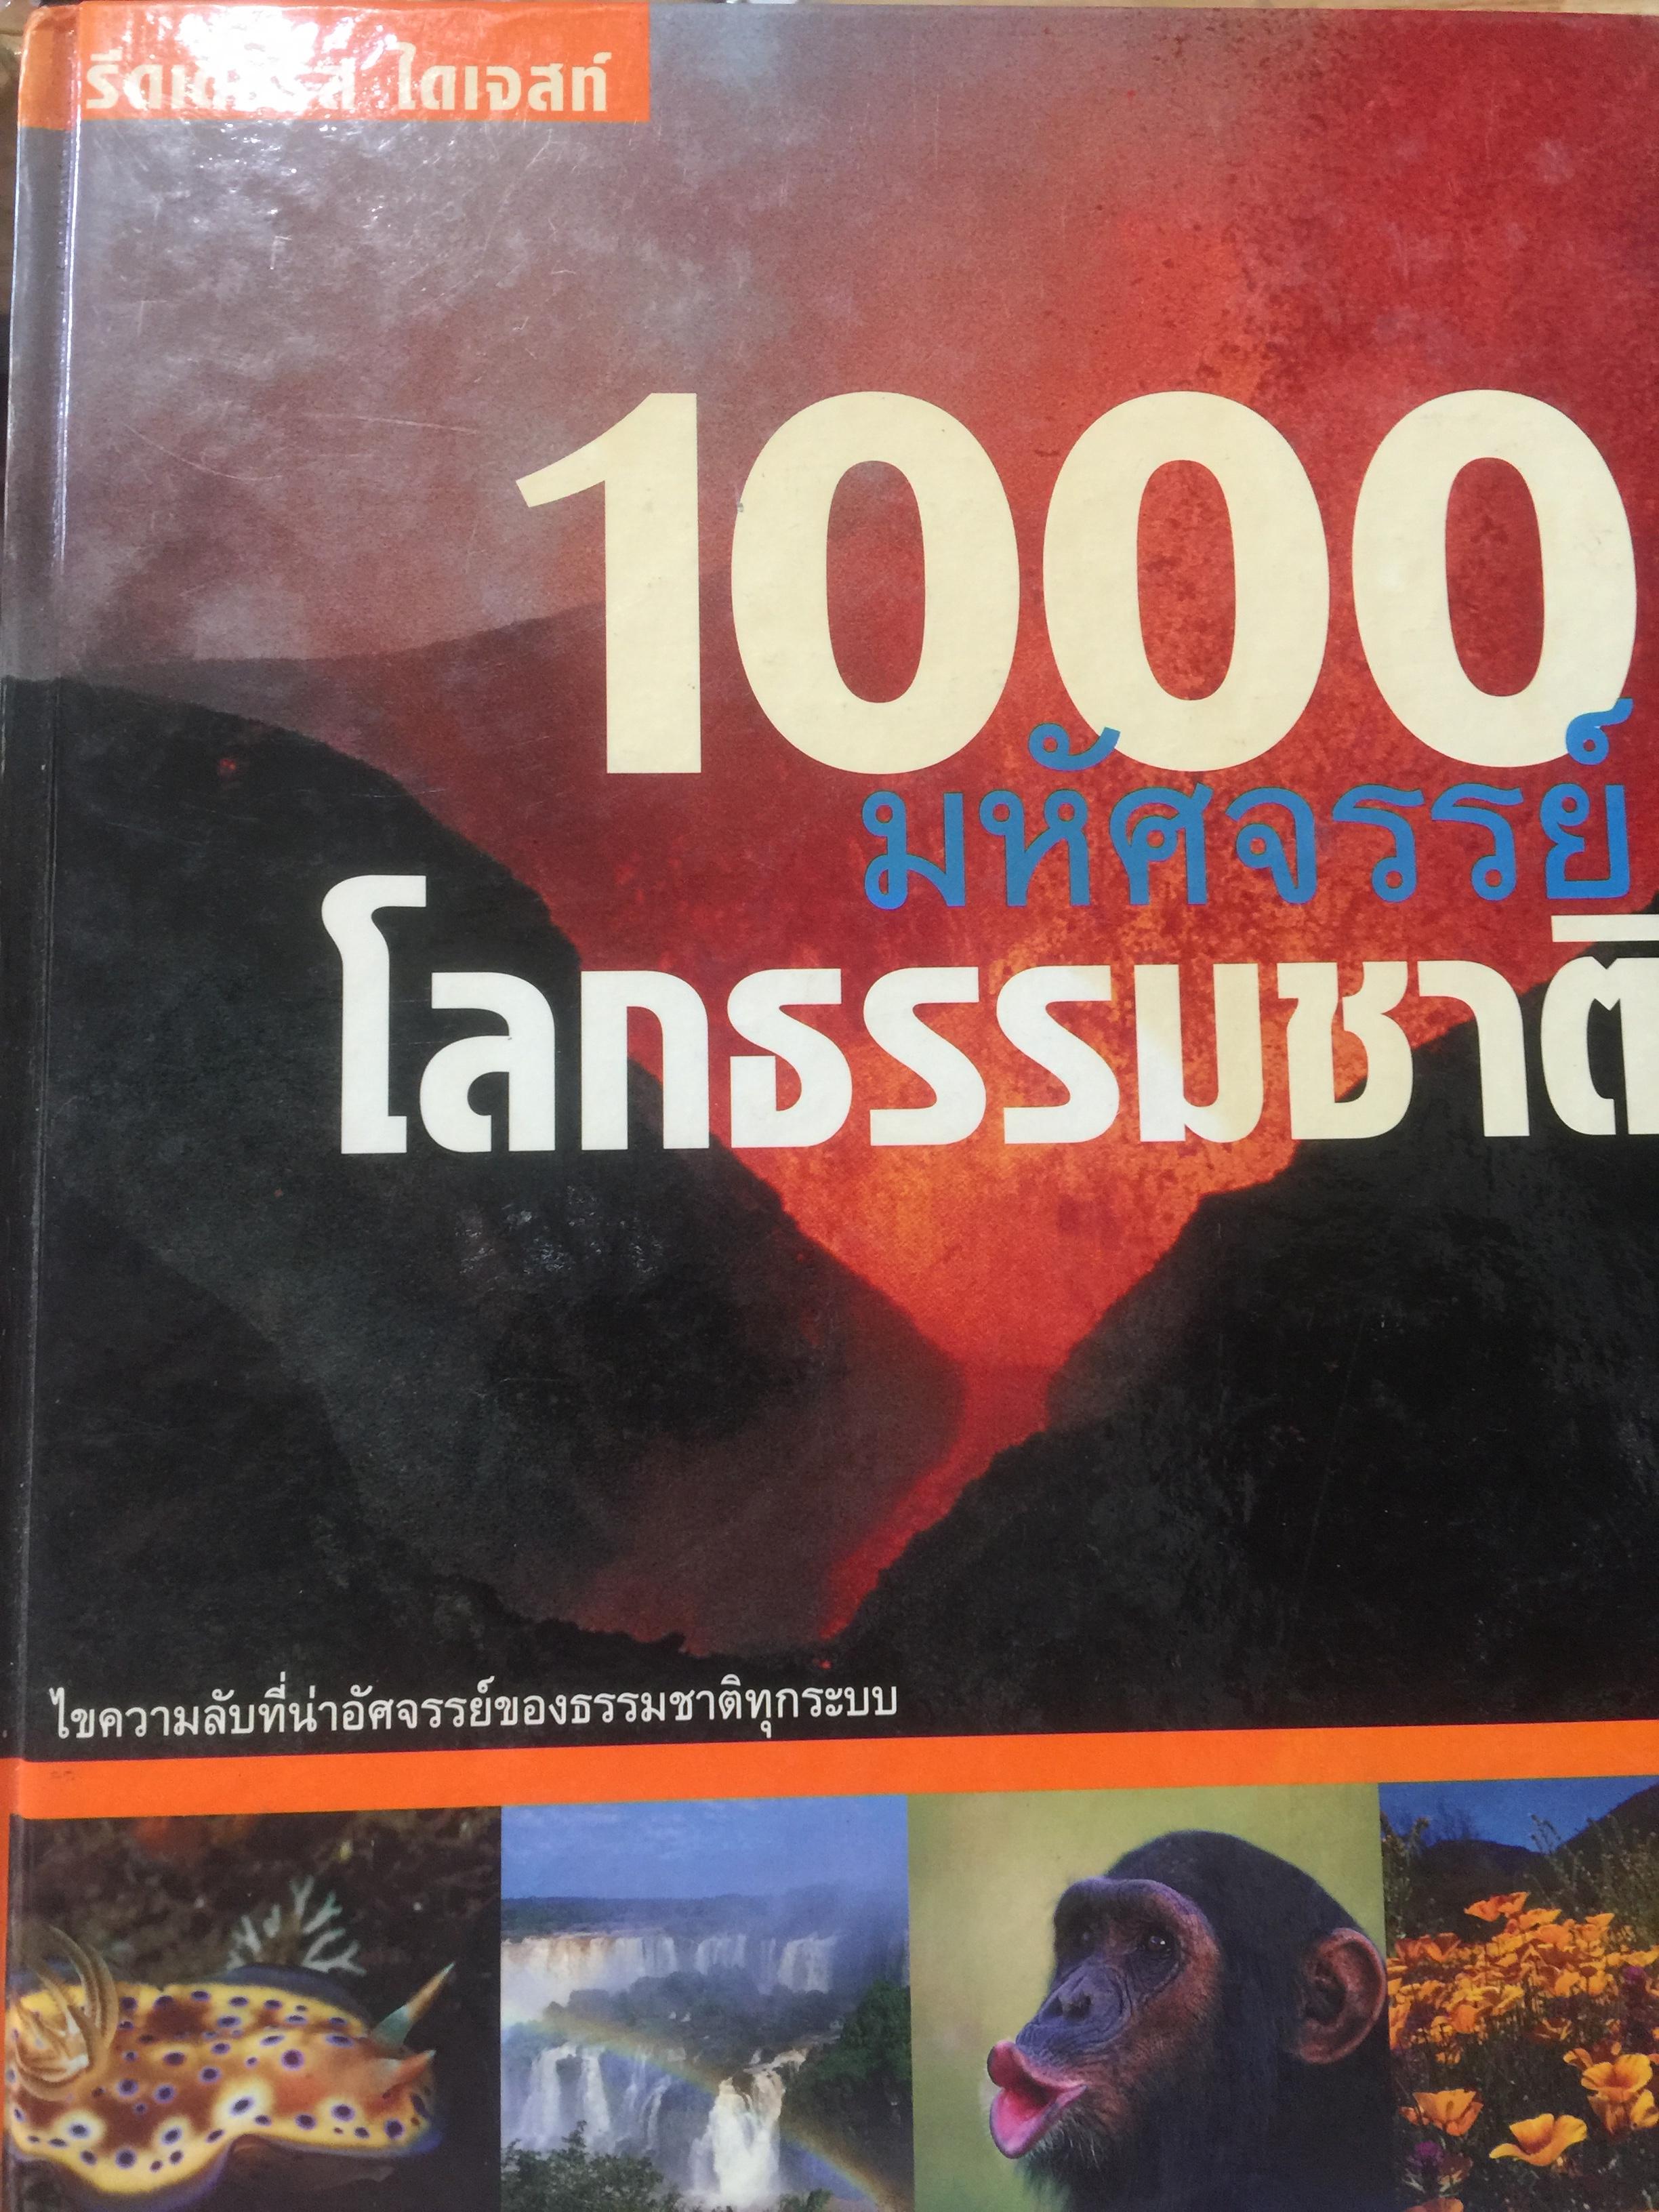 รีดเดอร์ส ไดเจสท์
1000
มหัศจรรย์
โลกธรรมชาติ
ไขความลับที่น่าอัศจรรย์ของธรรมชาติทุกระบบ